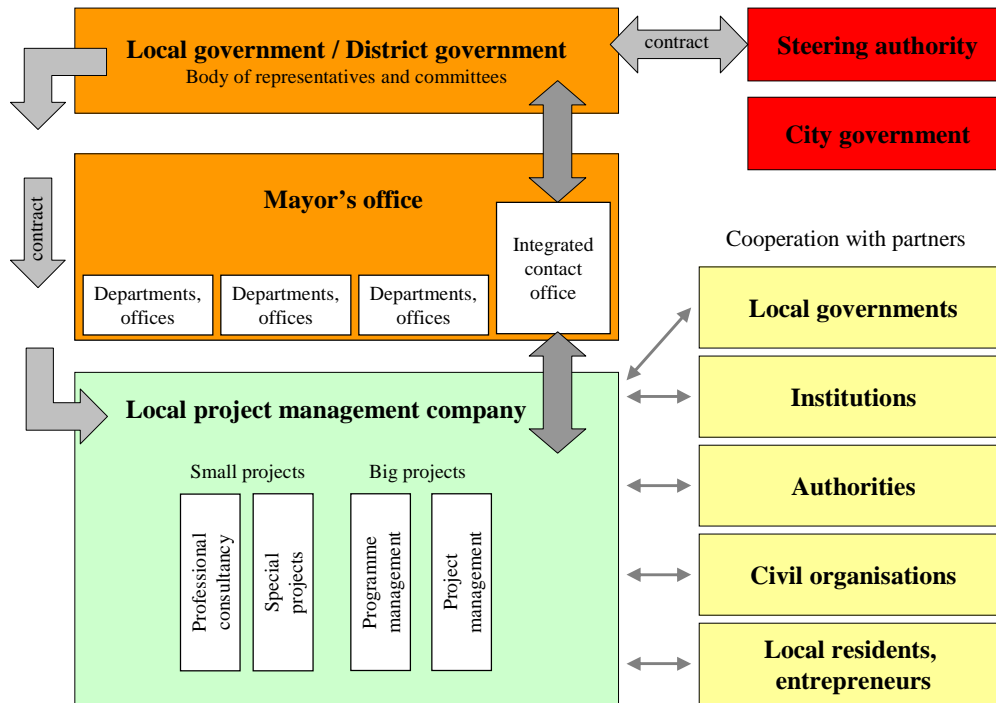 Local government / District government
Body of representatives and committees
contract
Steering authority
City government
contract
Mayor’s office
Departments,
offices
Departments,
offices
Departments,
offices
Integrated
contact
office
Cooperation with partners
Local governments
Institutions
Authorities
Civil organisations
Local residents,
entrepreneurs
Local project management company
Small projects
Big projects
Professional
consultancy
Special
projects
Programme
management
Project
management